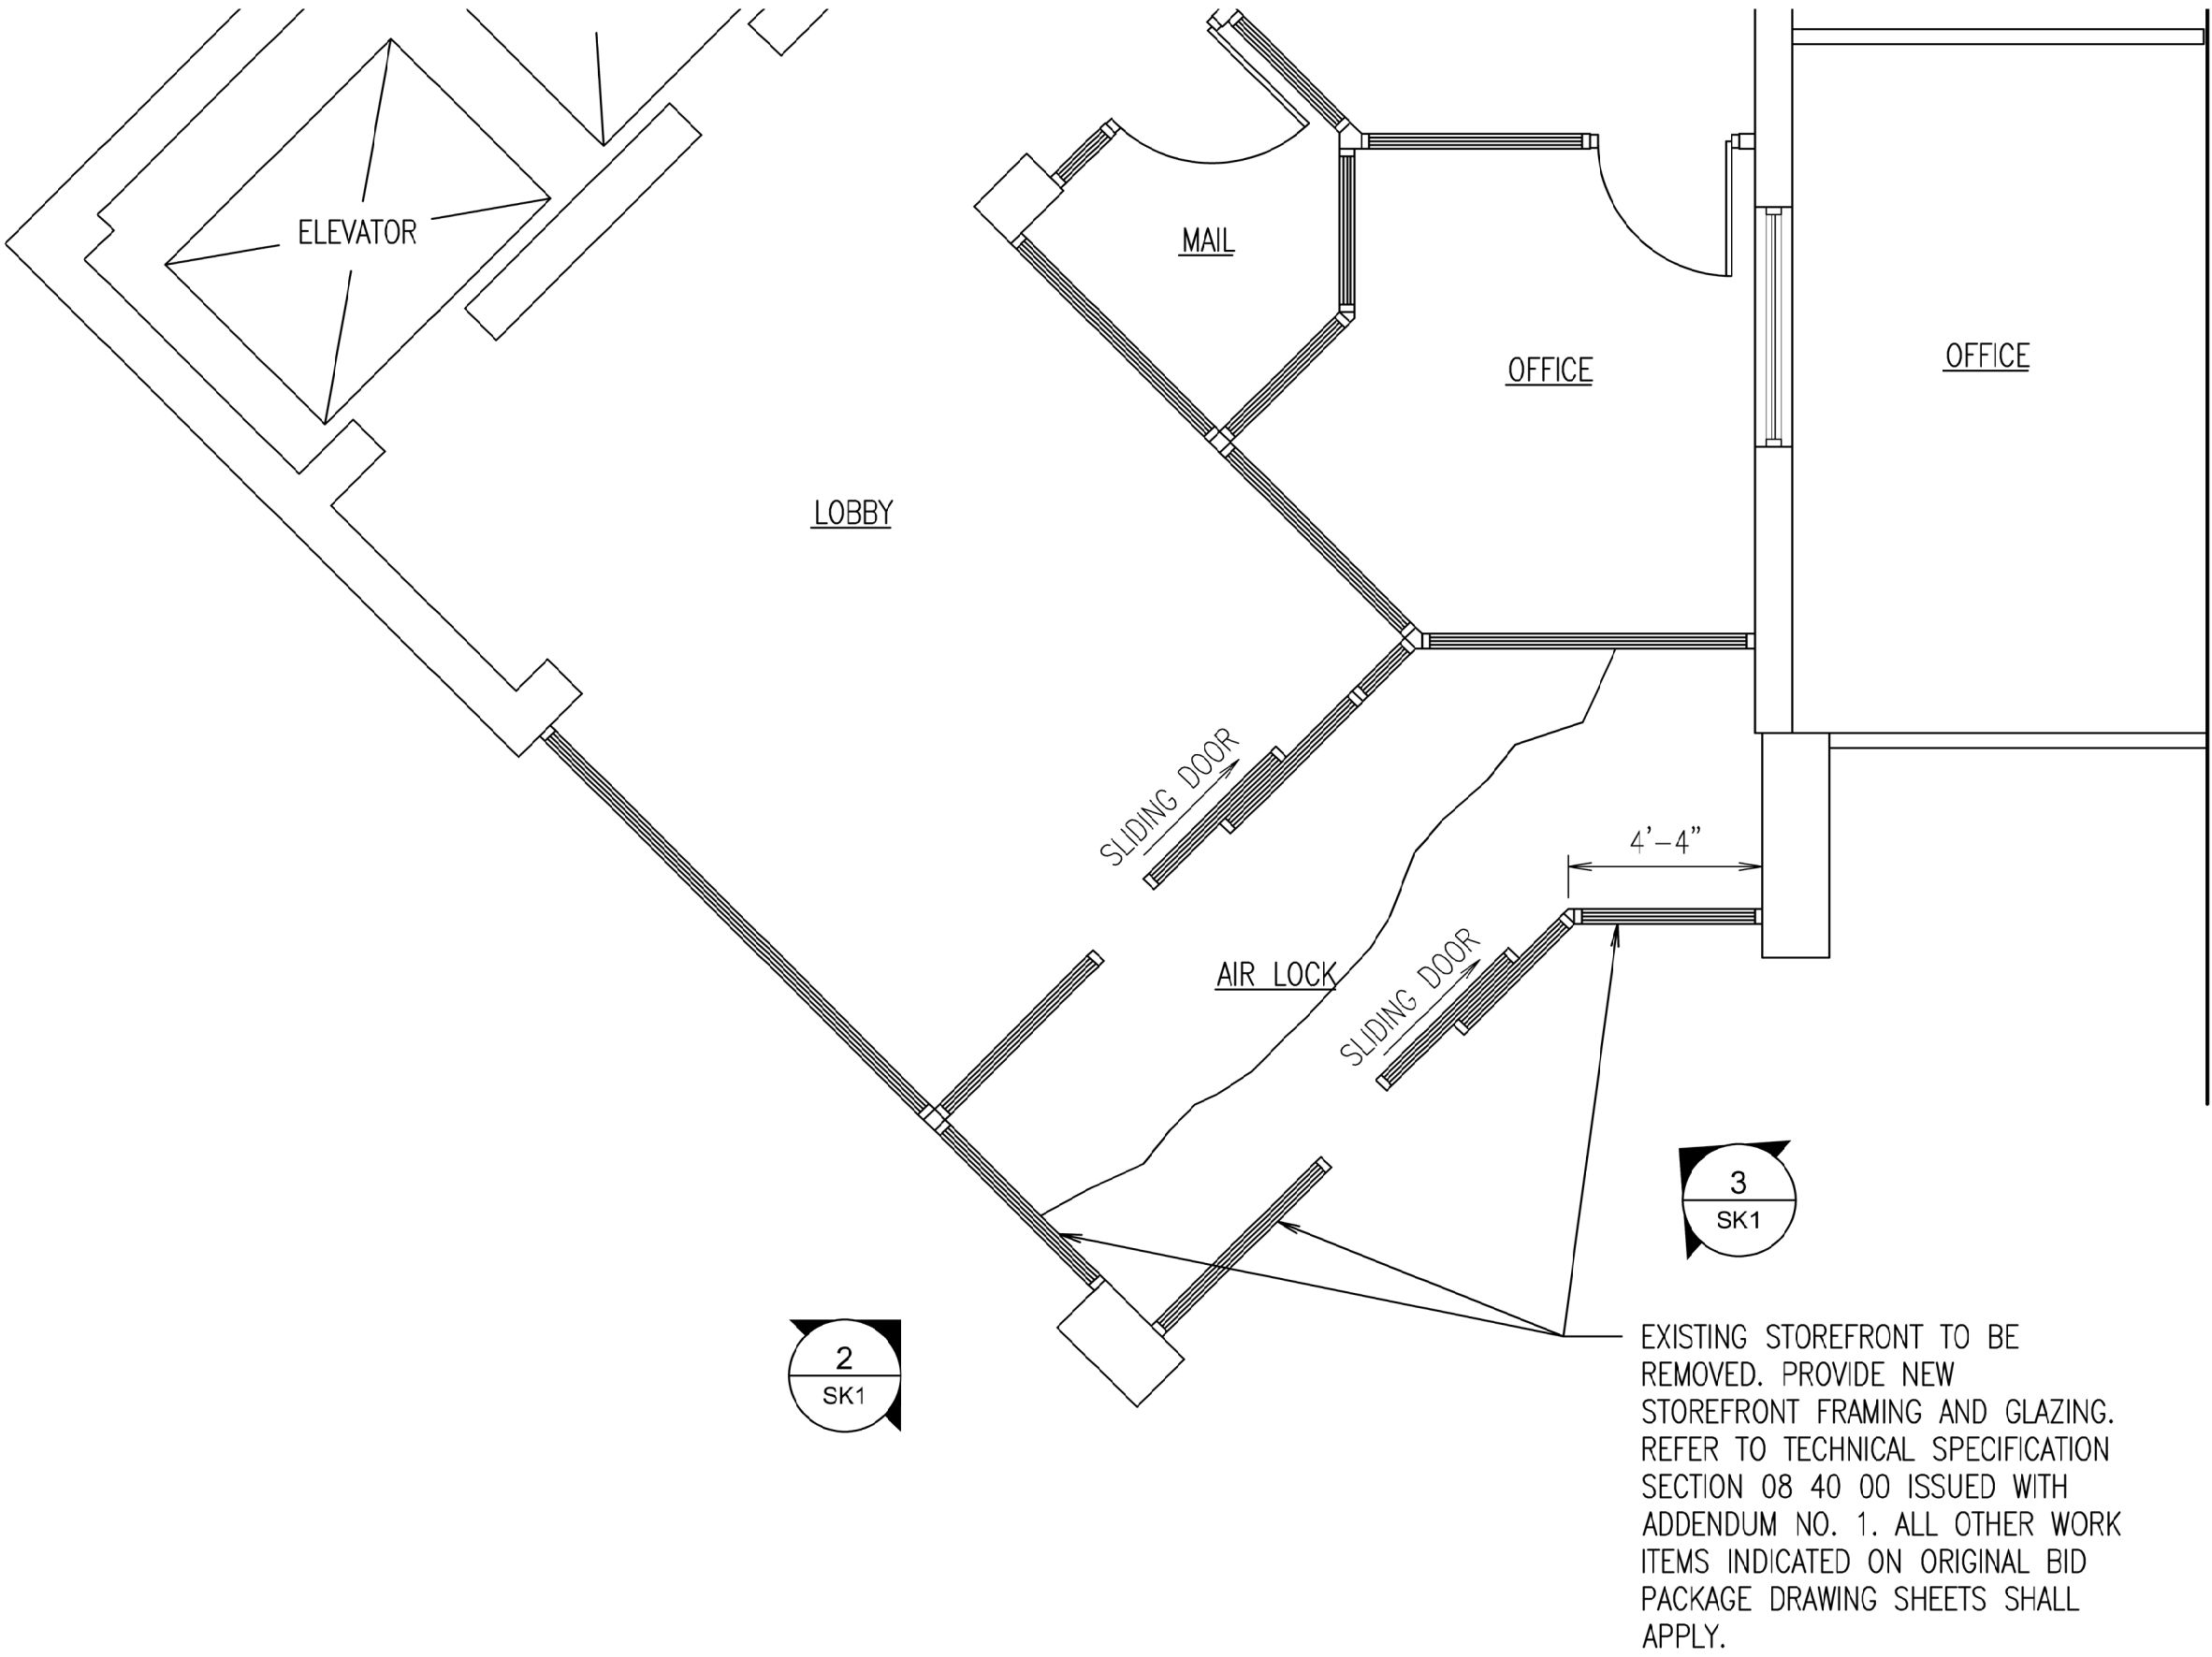 ELEVATOR
MAIL
OFFICE
OFFICE
LOBBY
SLIDING DOOR
4'-4"
SLIDING DOOR
AIR LOCK
3
SK1
2
SK1
EXISTING STOREFRONT TO BE
REMOVED. PROVIDE NEW
STOREFRONT FRAMING AND GLAZING.
REFER TO TECHNICAL SPECIFICATION
SECTION 08 40 00 ISSUED WITH
ADDENDUM NO. 1. ALL OTHER WORK
ITEMS INDICATED ON ORIGINAL BID
PACKAGE DRAWING SHEETS SHALL
APPLY.